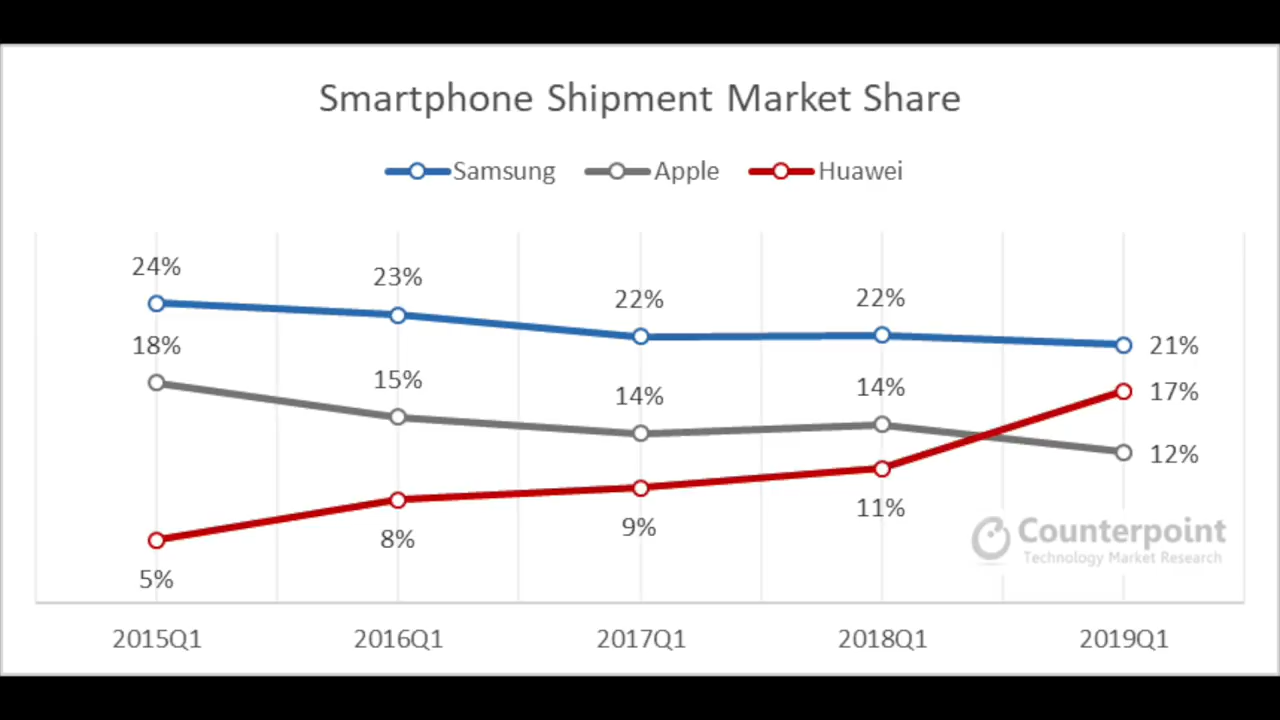 Smartphone Shipment Market Share
Samsung Apple Huawei
24% 23% 22% 22% 21%
18% 15% 14% 14% 12%
5% 8% 9% 11% 17%
Counterpoint
Technology Market Research
2015Q1 2016Q1 2017Q1 2018Q1 2019Q1